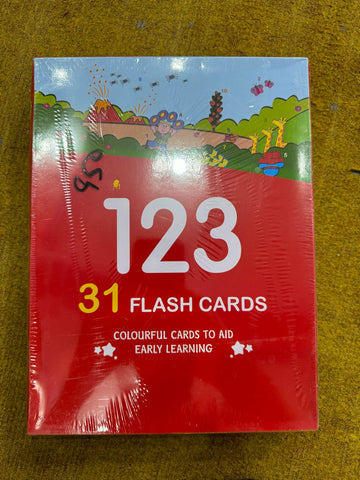 950
123
31 FLASH CARDS
COLOURFUL CARDS TO AID
EARLY LEARNING